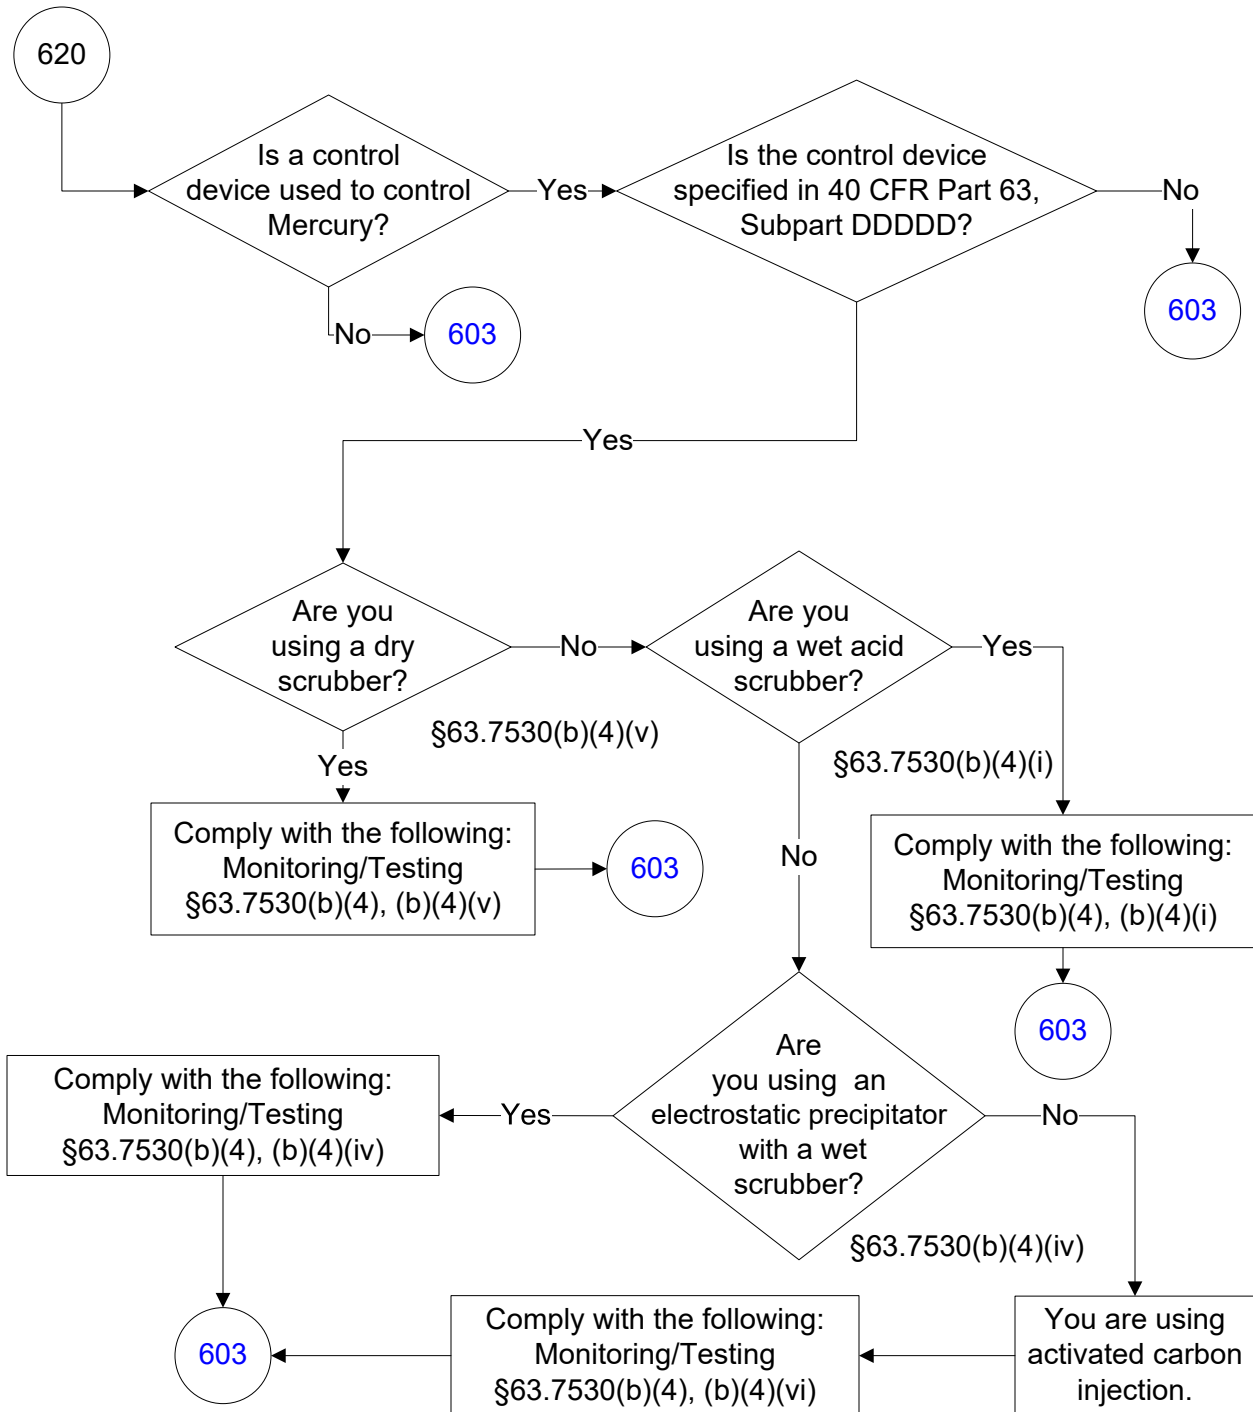 620
Is a control
device used to control
Mercury?
Yes
Is the control device
specified in 40 CFR Part 63,
Subpart DDDDD?
No
603
No
603
Yes
Are you
using a dry
scrubber?
No
Are you
using a wet acid
scrubber?
Yes
§63.7530(b)(4)(v)
§63.7530(b)(4)(i)
Yes
Comply with the following:
Monitoring/Testing
§63.7530(b)(4), (b)(4)(v)
603
No
Comply with the following:
Monitoring/Testing
§63.7530(b)(4), (b)(4)(i)
603
Are
you using an
electrostatic precipitator
with a wet
scrubber?
Yes
No
Comply with the following:
Monitoring/Testing
§63.7530(b)(4), (b)(4)(iv)
§63.7530(b)(4)(iv)
603
Comply with the following:
Monitoring/Testing
§63.7530(b)(4), (b)(4)(vi)
You are using
activated carbon
injection.